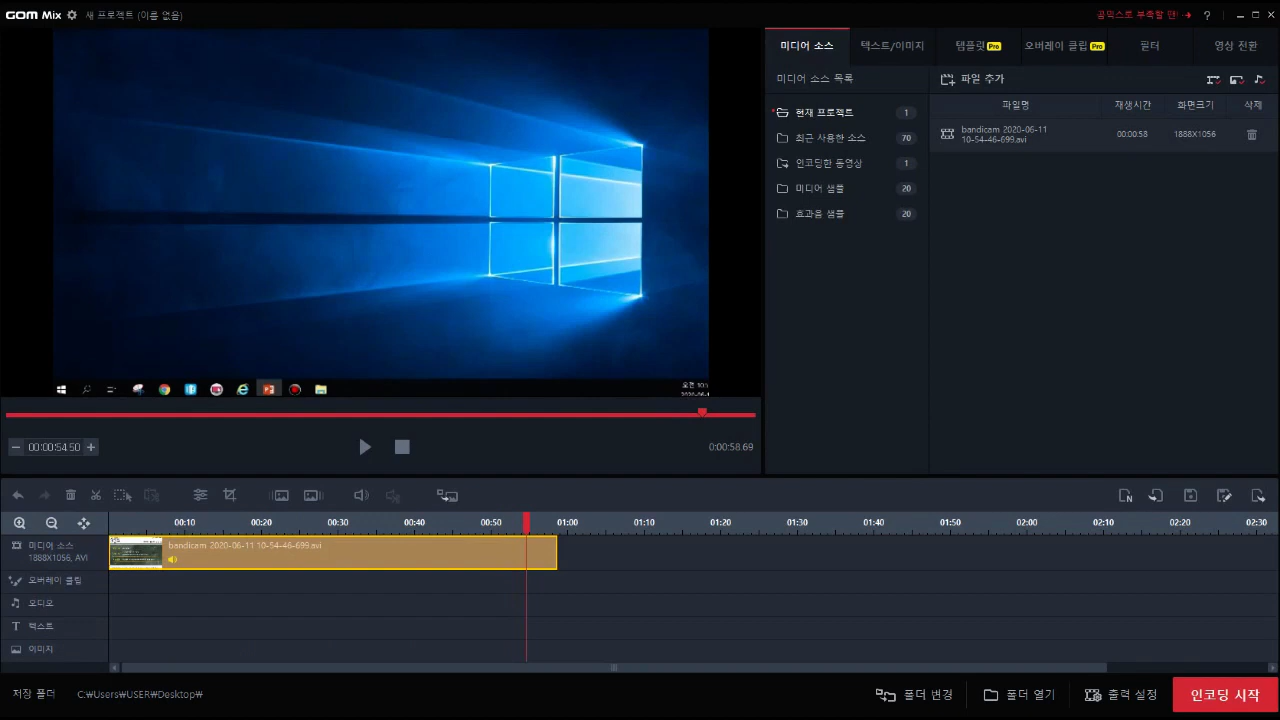 GOM Mix 새 프로젝트 (이름 없음)
곰믹스로 부족할 땐! ?
미디어 소스 텍스트/이미지 템플릿 Pro 오버레이 클립 Pro 필터 영상 전환
미디어 소스 목록
현재 프로젝트 1
최근 사용한 소스 70
인코딩한 동영상 1
미디어 샘플 20
효과음 샘플 20
파일 추가
파일명 재생시간 화면크기 삭제
bandicam 2020-06-11
10-54-46-699.avi
00:00:58 1888X1056
00:00:54.50 0:00:58.69
00:10 00:20 00:30 00:40 00:50 01:00 01:10 01:20 01:30 01:40 01:50 02:00 02:10 02:20 02:30
미디어 소스
1888X1056, AVI
bandicam 2020-06-11 10-54-46-699.avi
오버레이 클립
오디오
텍스트
이미지
저장 폴더 C:₩Users₩USER₩Desktop₩
폴더 변경 폴더 열기 출력 설정 인코딩 시작